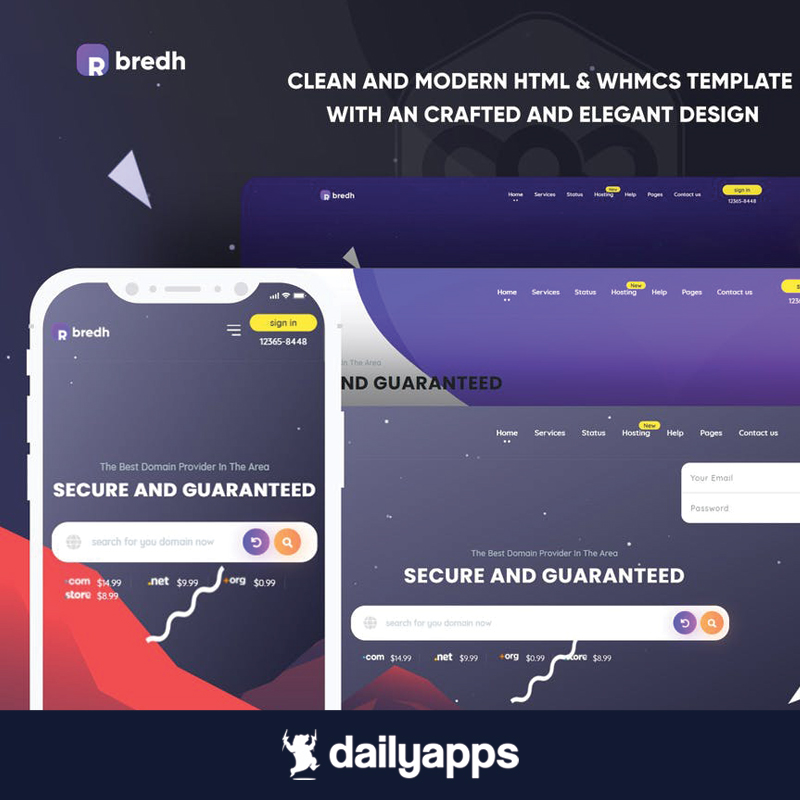 R bredh
CLEAN AND MODERN HTML & WHMCS TEMPLATE
WITH AN CRAFTED AND ELEGANT DESIGN
R bredh
Home Services Status Hosting New Help Pages Contact us
sign in
12365-8448
Home Services Status Hosting New Help Pages Contact us
s
123
in The Area
ND GUARANTEED
R bredh
sign in
12365-8448
The Best Domain Provider In The Area
SECURE AND GUARANTEED
search for you domain now
.com $14.99 .net $9.99 .org $0.99
store $8.99
Home Services Status Hosting New Help Pages Contact us
Your Email
Password
The Best Domain Provider In The Area
SECURE AND GUARANTEED
search for you domain now
.com $14.99 .net $9.99 .org $0.99 store $8.99
dailyapps